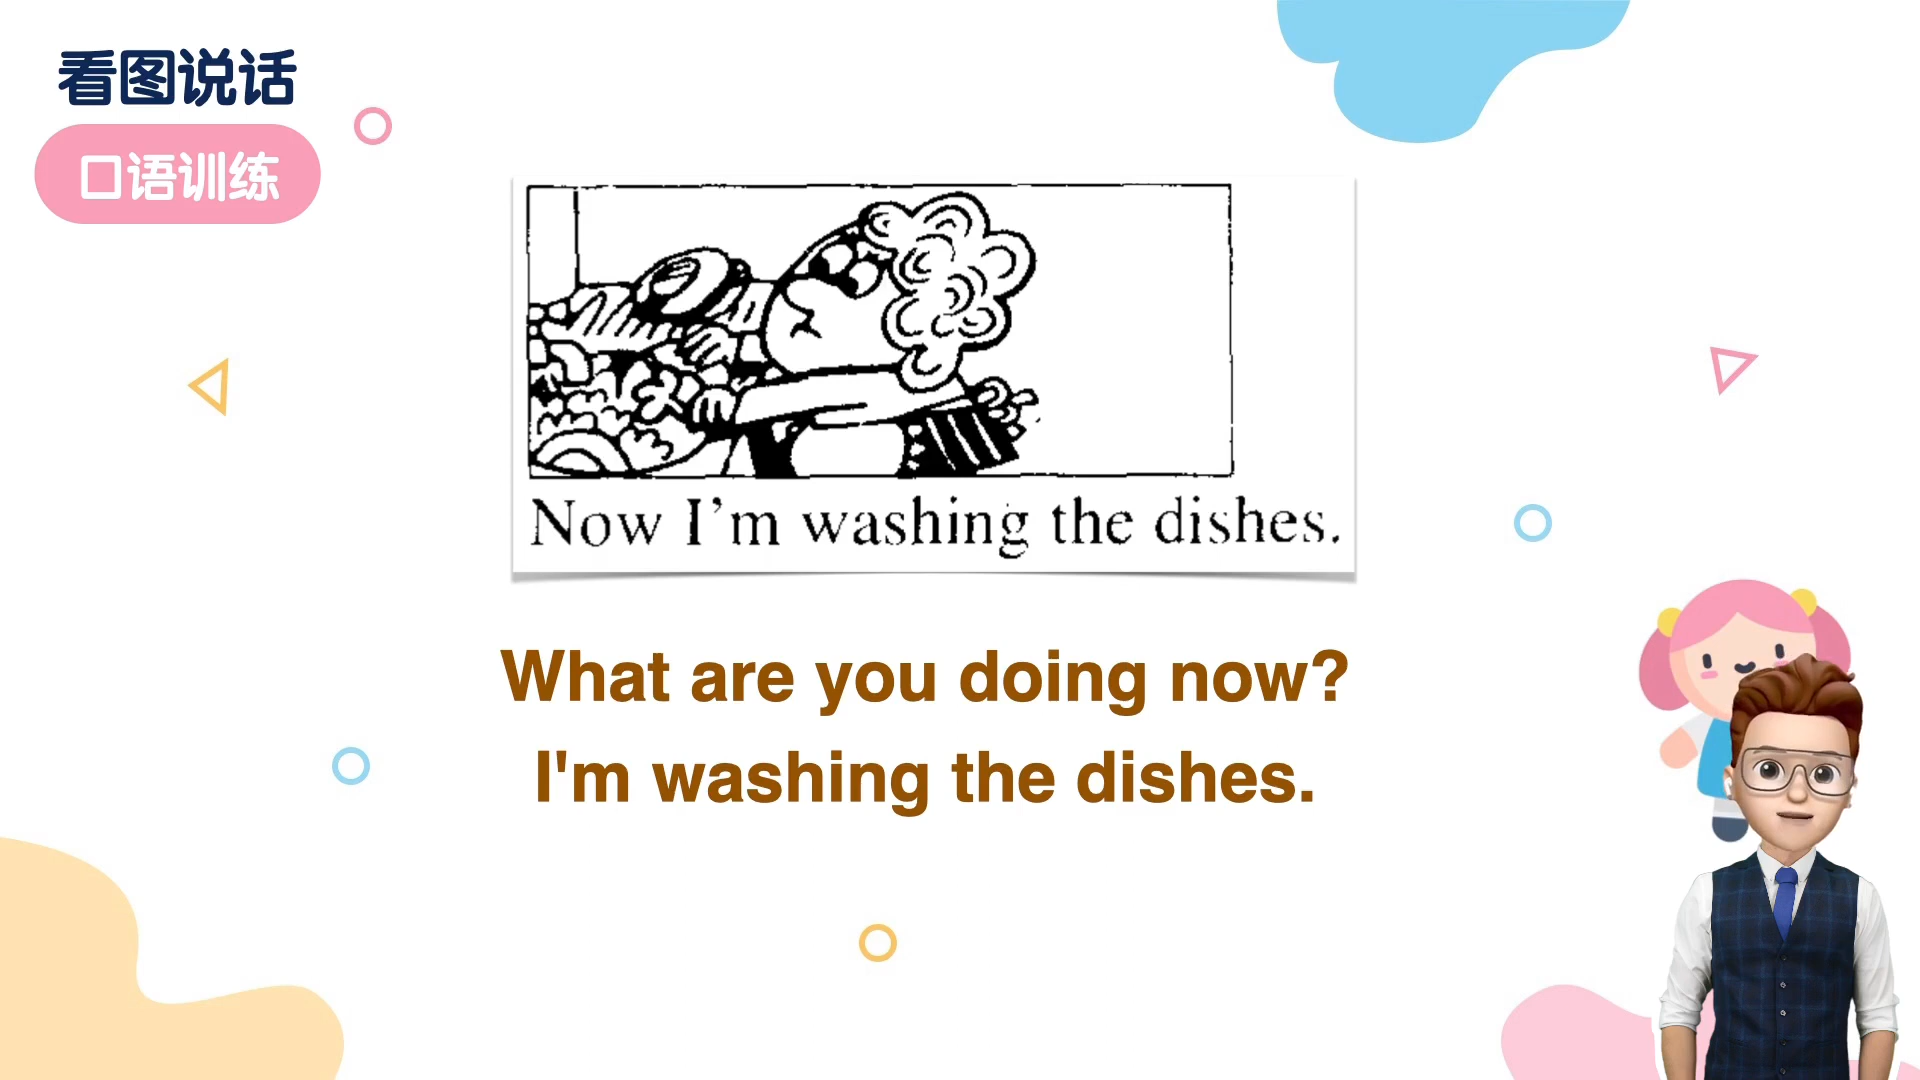 看图说话
口语训练
Now I'm washing the dishes.
What are you doing now?
I'm washing the dishes.